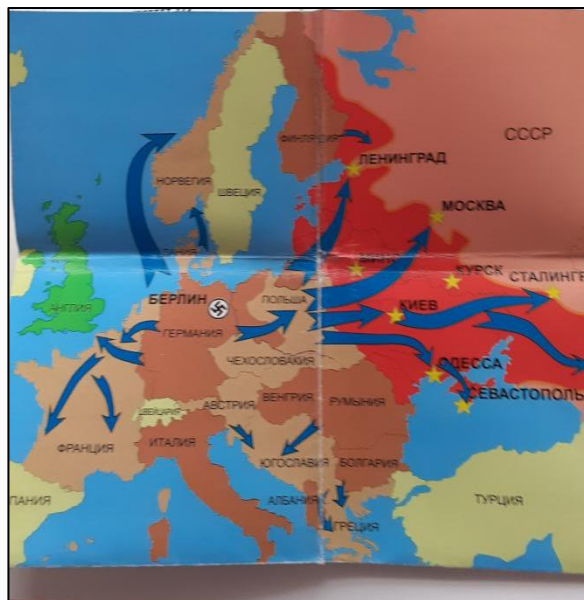 ФИНЛЯНДИЯ
СССР
ЛЕНИНГРАД
НОРВЕГИЯ
ШВЕЦИЯ
МОСКВА
ДАНИЯ
КУРСК
СТАЛИНГР
АНГЛИЯ
БЕРЛИН
ПОЛЬША
КИЕВ
ГЕРМАНИЯ
ЧЕХОСЛОВАКИЯ
ОДЕССА
ШВЕЙЦАРИЯ
АВСТРИЯ
ВЕНГРИЯ
РУМЫНИЯ
СЕВАСТОПОЛЬ
ФРАНЦИЯ
ИТАЛИЯ
ЮГОСЛАВИЯ
БОЛГАРИЯ
ПАНИЯ
АЛБАНИЯ
ТУРЦИЯ
ГРЕЦИЯ